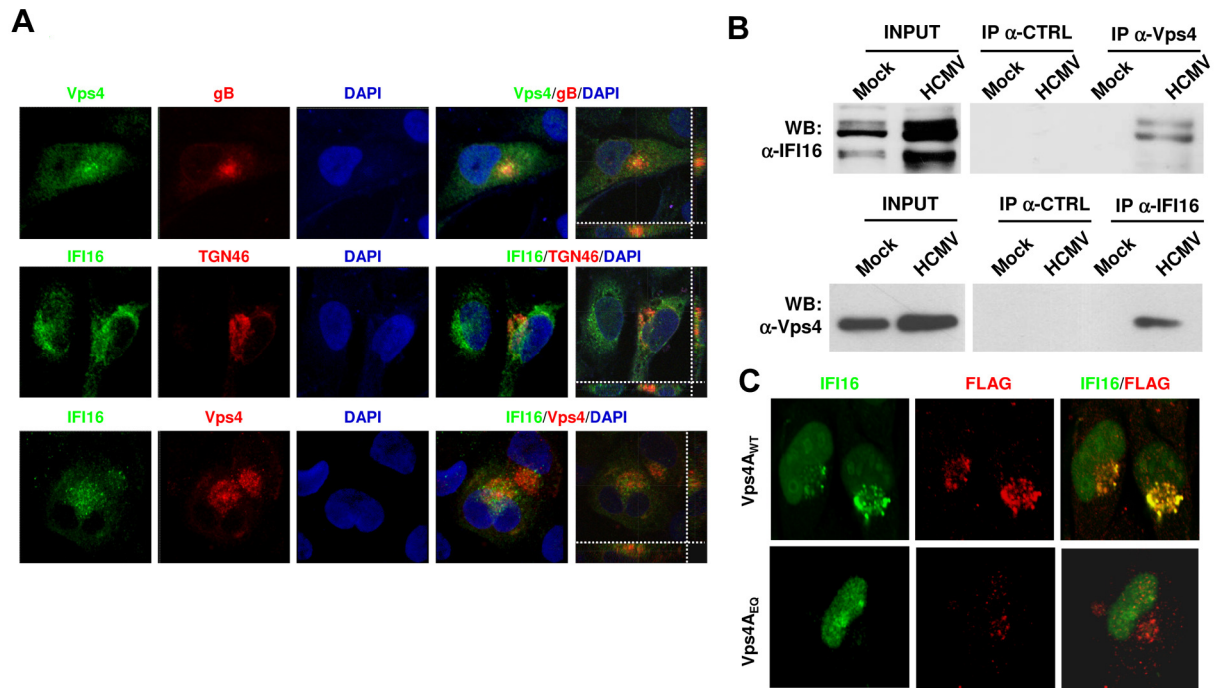 A
Vps4 gB DAPI Vps4/gB/DAPI
IFI16 TGN46 DAPI IFI16/TGN46/DAPI
IFI16 Vps4 DAPI IFI16/Vps4/DAPI
B
INPUT IP α-CTRL IP α-Vps4
Mock HCMV Mock HCMV Mock HCMV
WB:
α-IFI16
INPUT IP α-CTRL IP α-IFI16
Mock HCMV Mock HCMV Mock HCMV
WB:
α-Vps4
C
IFI16 FLAG IFI16/FLAG
Vps4AWT
Vps4AEQ